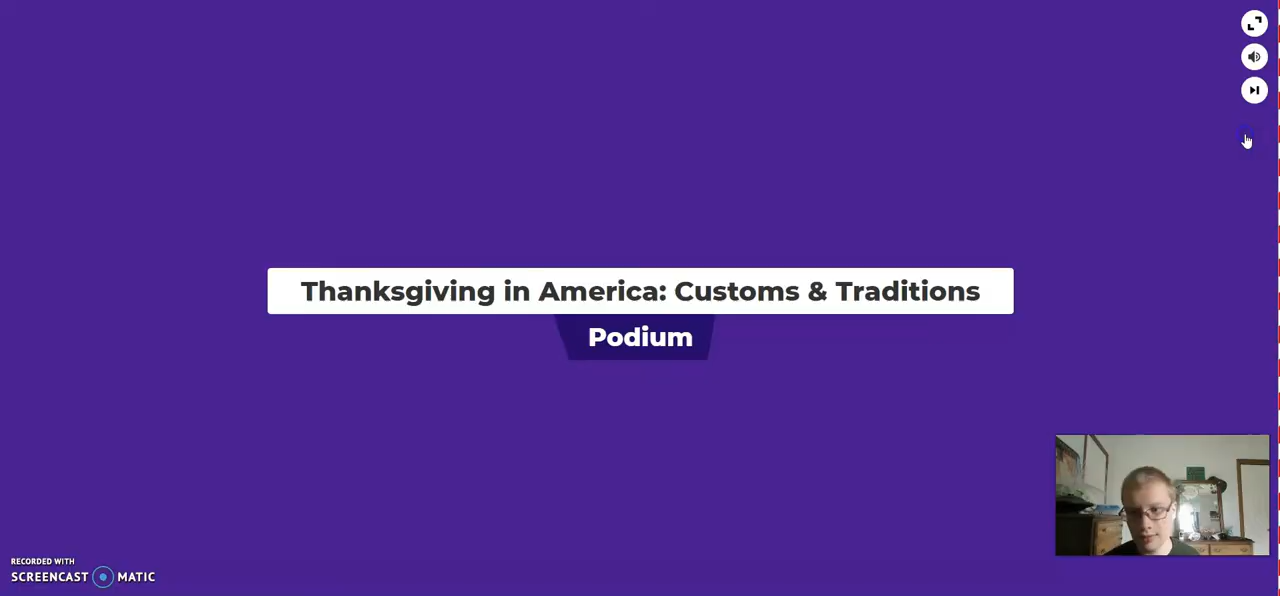 Thanksgiving in America: Customs & Traditions
Podium
RECORDED WITH
SCREENCAST MATIC